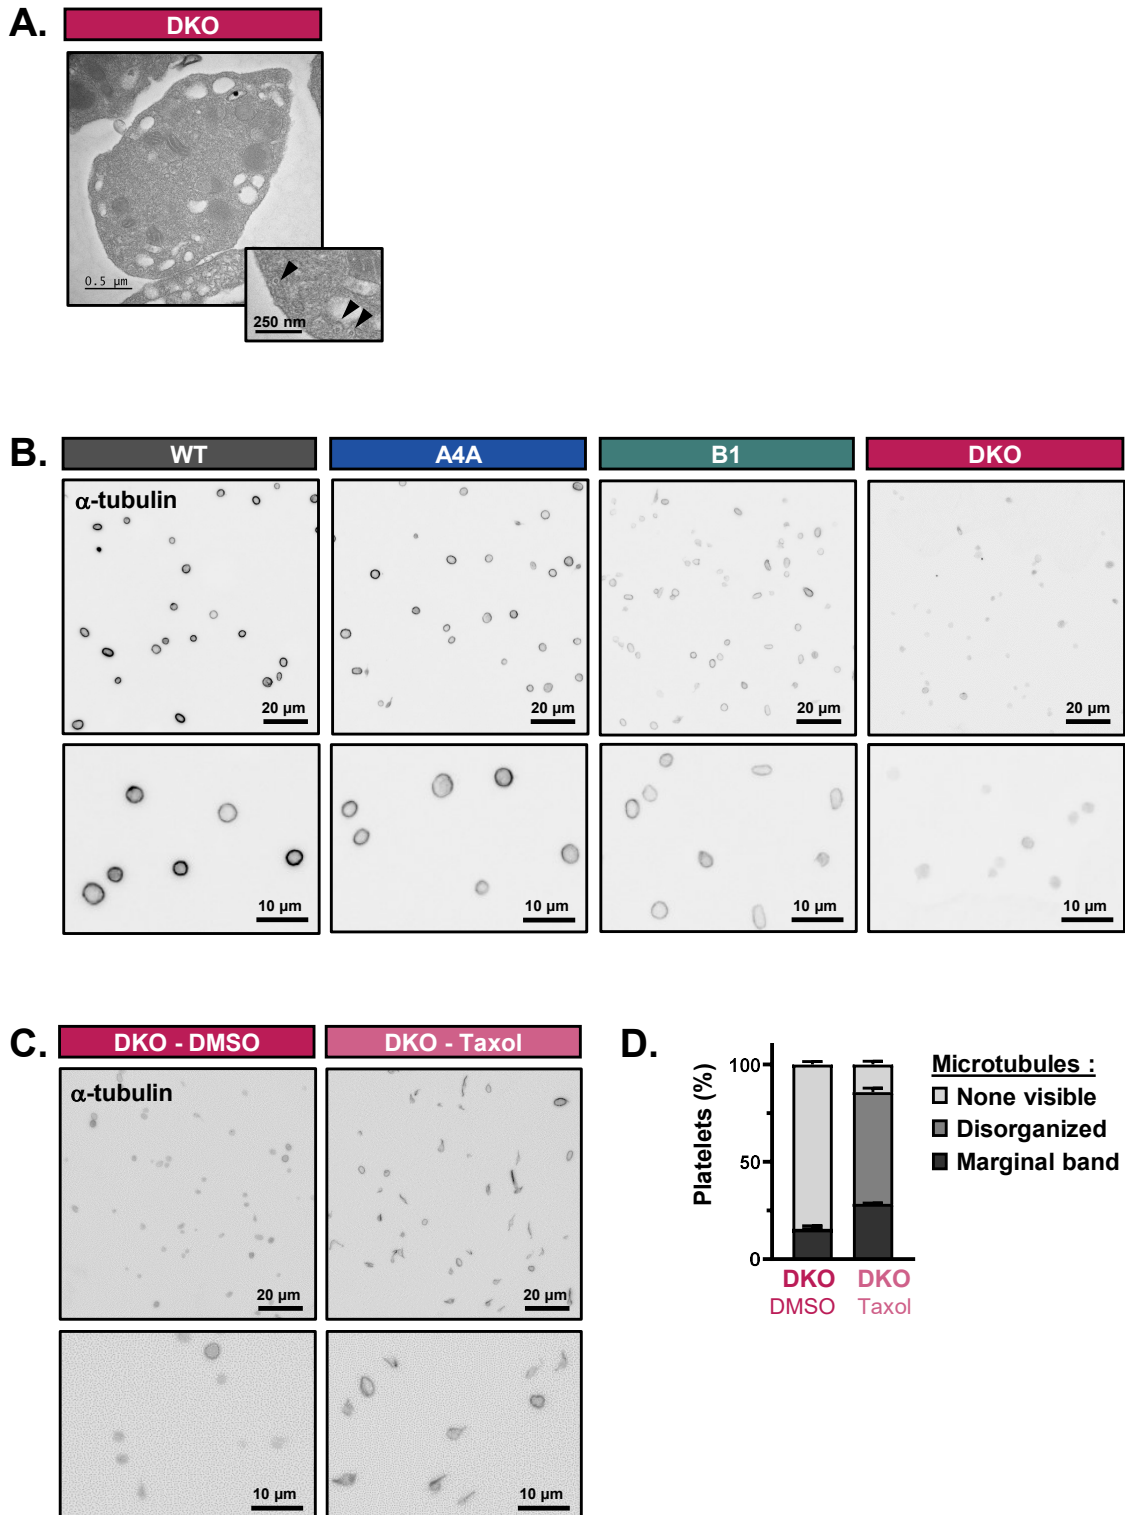 A.
DKO
0.5 µm
250 nm
B.
WT
A4A
B1
DKO
α-tubulin
20 µm
20 µm
20 µm
20 µm
10 µm
10 µm
10 µm
10 µm
C.
DKO - DMSO
DKO - Taxol
α-tubulin
20 µm
20 µm
10 µm
10 µm
D.
Platelets (%)
100
50
0
DKO
DMSO
DKO
Taxol
Microtubules :
None visible
Disorganized
Marginal band